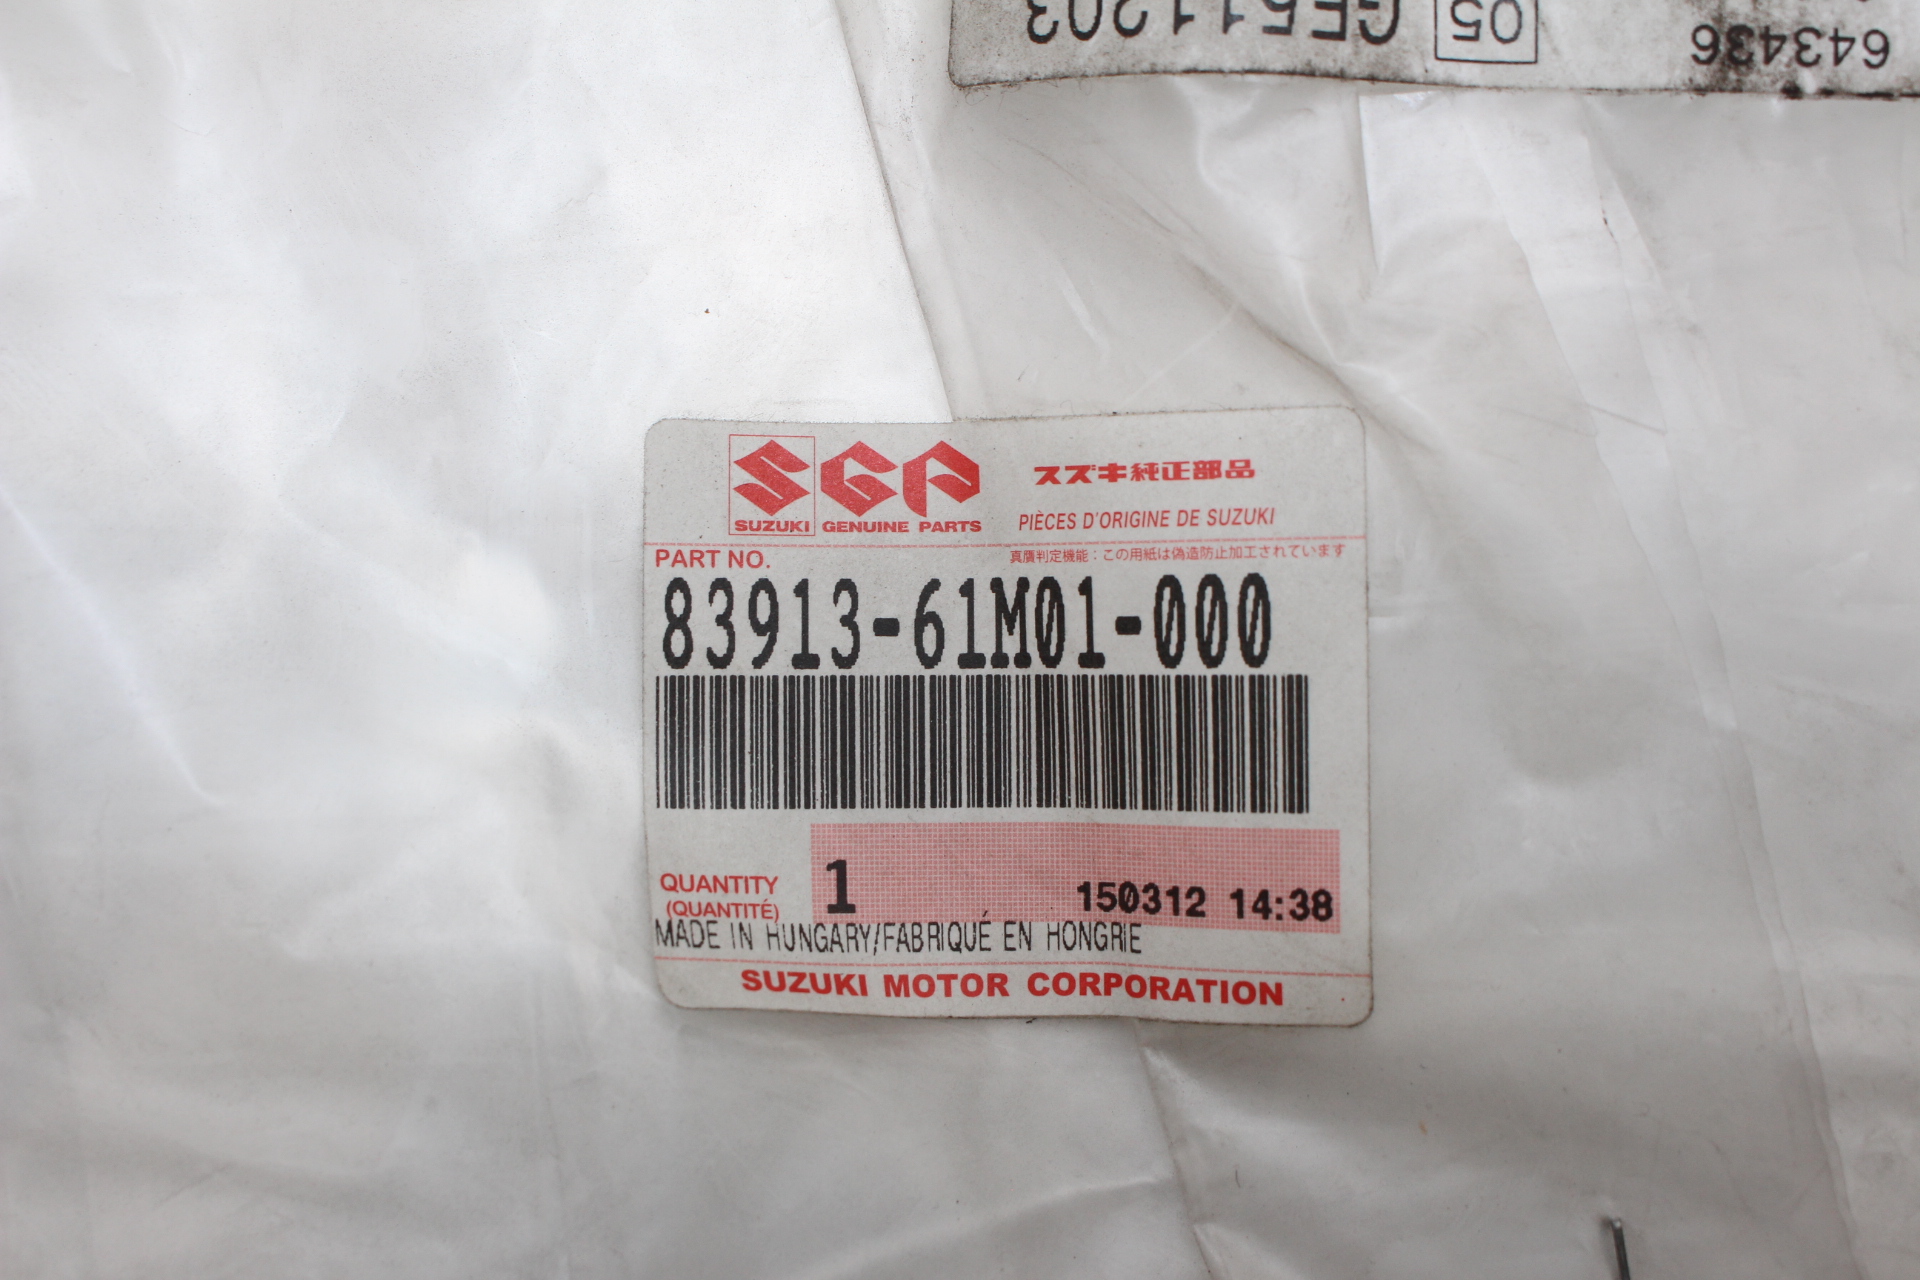 GE511203
05
643436
SUZUKI
SGP
GENUINE PARTS
スズキ純正部品
PIÈCES D'ORIGINE DE SUZUKI
PART NO.
真贋判定機能：この用紙は偽造防止加工されています
83913-61M01-000
QUANTITY
(QUANTITÉ)
1
150312 14:38
MADE IN HUNGARY/FABRIQUÉ EN HONGRIE
SUZUKI MOTOR CORPORATION